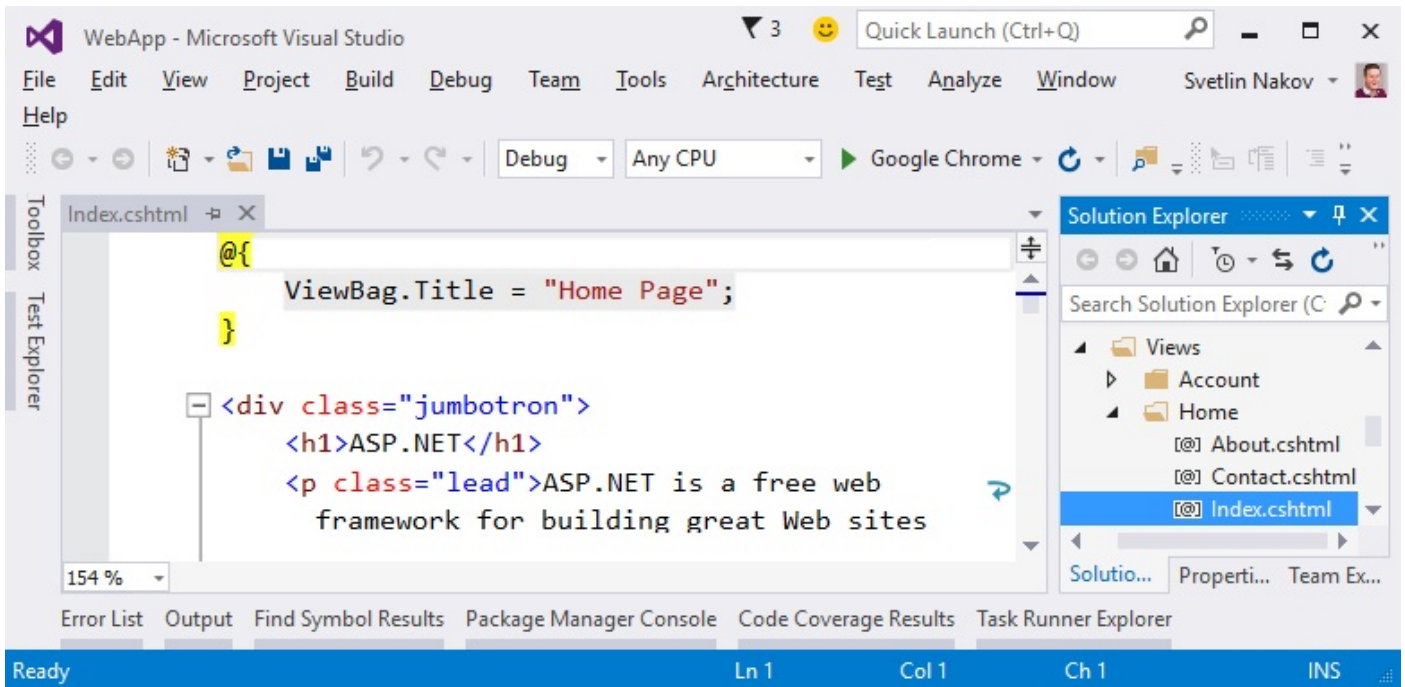 WebApp - Microsoft Visual Studio 3 Quick Launch (Ctrl+Q)
File Edit View Project Build Debug Team Tools Architecture Test Analyze Window Svetlin Nakov
Help
Debug Any CPU Google Chrome
Toolbox
Test Explorer
Index.cshtml
@{
ViewBag.Title = "Home Page";
}
<div class="jumbotron">
<h1>ASP.NET</h1>
<p class="lead">ASP.NET is a free web
framework for building great Web sites
154 %
Solution Explorer
Search Solution Explorer (C
Views
Account
Home
[@] About.cshtml
[@] Contact.cshtml
[@] Index.cshtml
Solutio... Properti... Team Ex...
Error List Output Find Symbol Results Package Manager Console Code Coverage Results Task Runner Explorer
Ready Ln 1 Col 1 Ch 1 INS